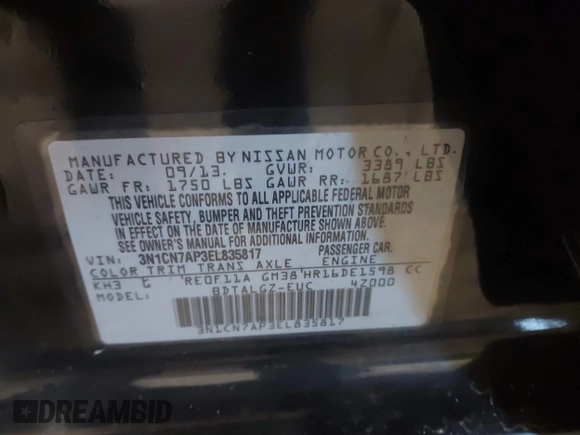 MANUFACTURED BY NISSAN MOTOR CO., LTD.
DATE: 09/13. GVWR: 3389 LBS
GAWR FR: 1750 LBS GAWR RR: 1687 LBS
THIS VEHICLE CONFORMS TO ALL APPLICABLE FEDERAL MOTOR
VEHICLE SAFETY, BUMPER AND THEFT PREVENTION STANDARDS
IN EFFECT ON THE DATE OF MANUFACTURE SHOWN ABOVE.
SEE OWNER'S MANUAL FOR ADDITIONAL INFORMATION.
VIN: 3N1CN7AP3EL835817 PASSENGER CAR.
COLOR TRIM TRANS AXLE ENGINE
KH3 G RE0F11A GM38 HR16DE1598 CC
MODEL: BDTALGZ-EUC 4Z000
3N1CN7AP3EL835817
DREAMBID